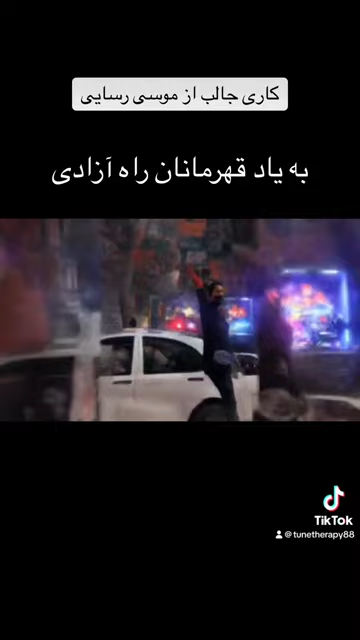 کاری جالب از موسی رسایی
به یاد قهرمانان راه آزادی
TikTok
@tunetherapy88